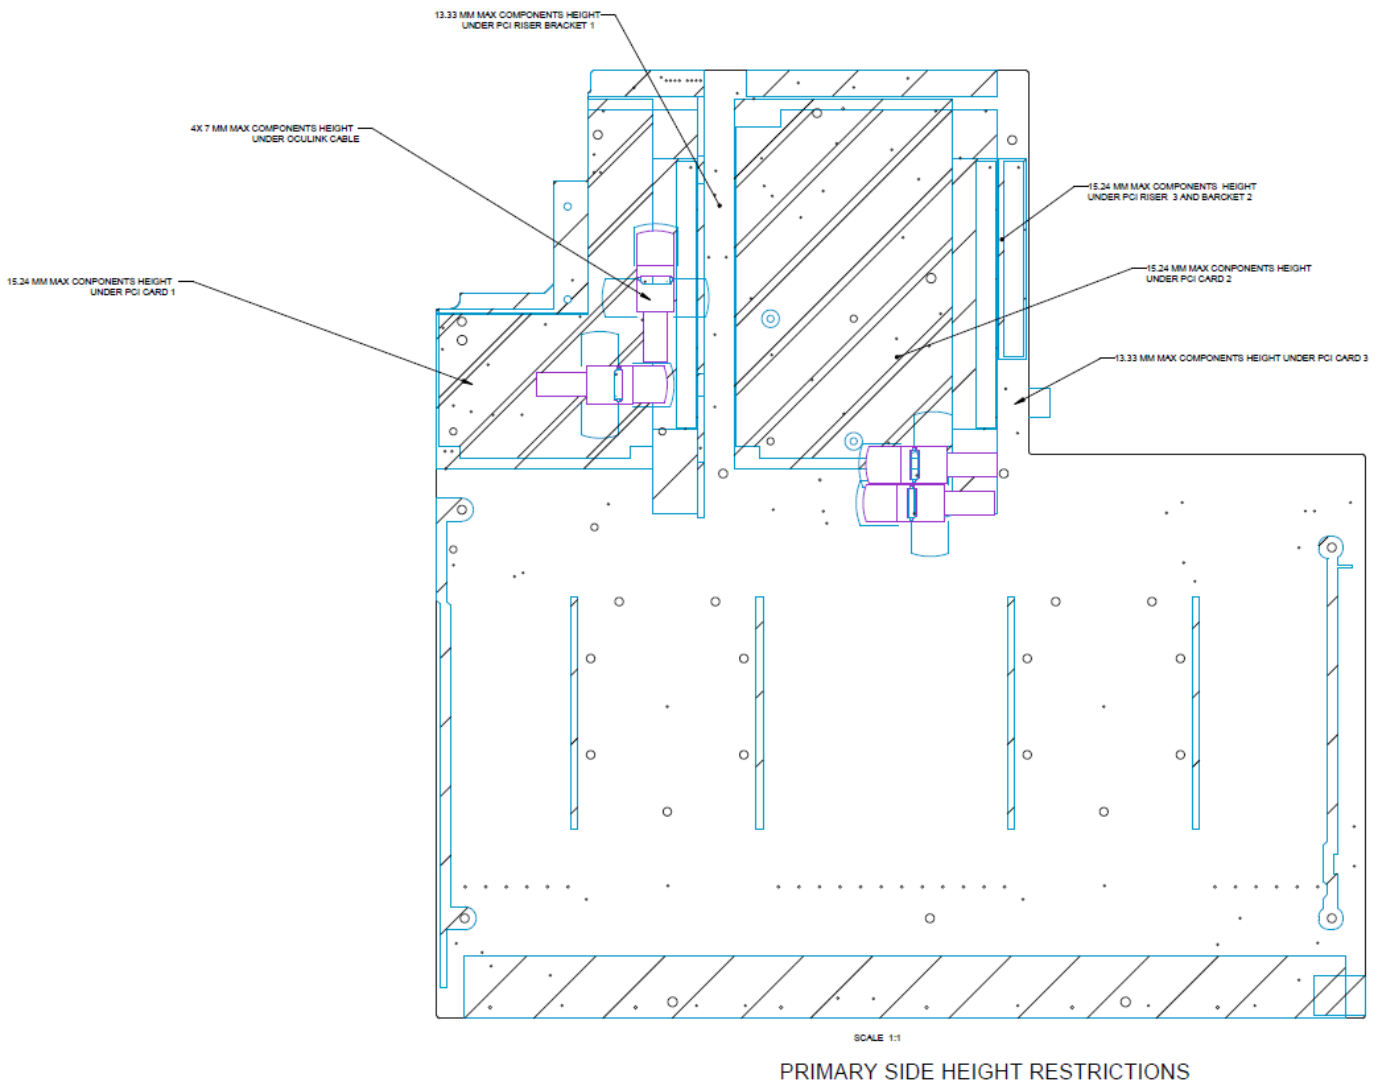 13.33 MM MAX COMPONENTS HEIGHT
UNDER PCI RISER BRACKET 1
4X 7 MM MAX COMPONENTS HEIGHT
UNDER OCULINK CABLE
15.24 MM MAX COMPONENTS HEIGHT
UNDER PCI RISER 3 AND BARCKET 2
15.24 MM MAX CONPONENTS HEIGHT
UNDER PCI CARD 2
15.24 MM MAX CONPONENTS HEIGHT
UNDER PCI CARD 1
13.33 MM MAX COMPONENTS HEIGHT UNDER PCI CARD 3
SCALE 1:1
PRIMARY SIDE HEIGHT RESTRICTIONS